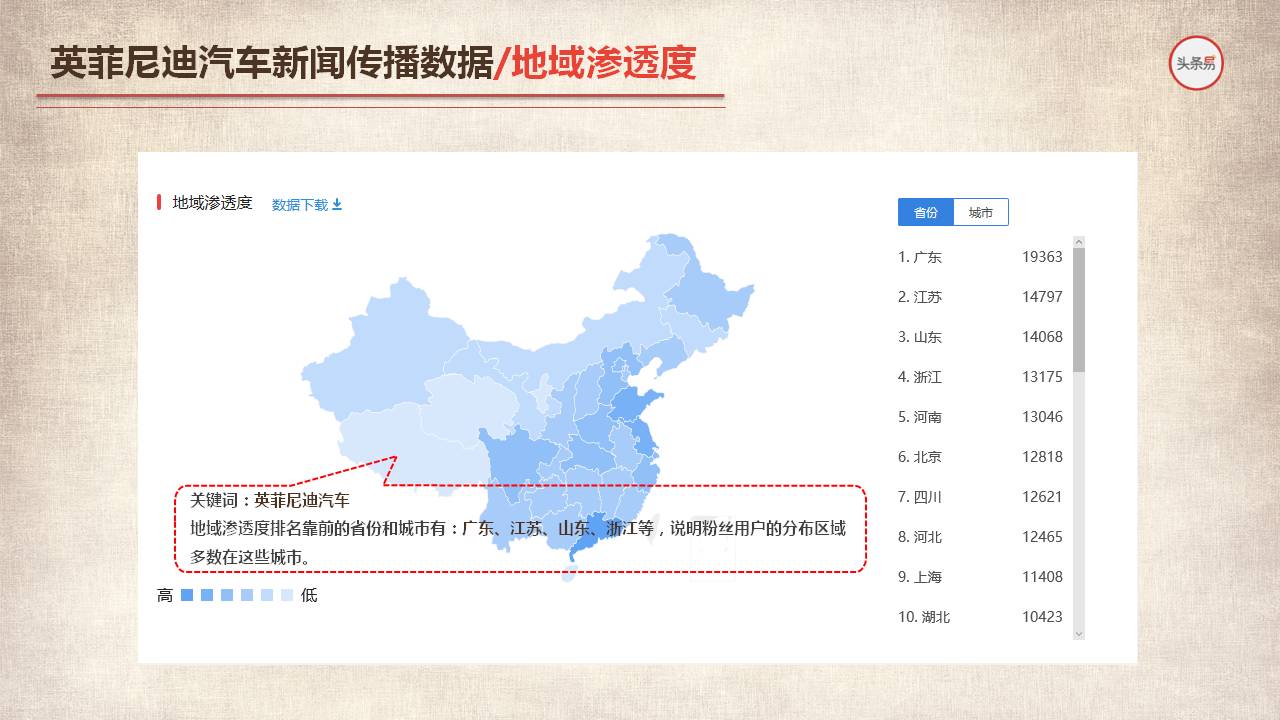 英菲尼迪汽车新闻传播数据/地域渗透度
头条易
地域渗透度 数据下载
省份 城市
1. 广东 19363
2. 江苏 14797
3. 山东 14068
4. 浙江 13175
5. 河南 13046
6. 北京 12818
7. 四川 12621
8. 河北 12465
9. 上海 11408
10. 湖北 10423
关键词：英菲尼迪汽车
地域渗透度排名靠前的省份和城市有：广东、江苏、山东、浙江等，说明粉丝用户的分布区域
多数在这些城市。
高 低